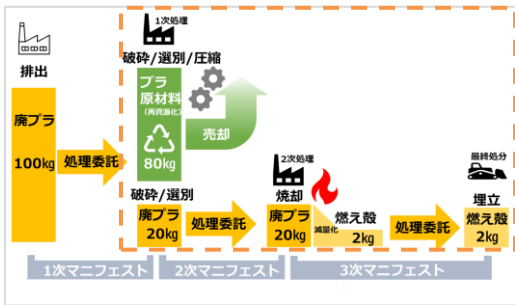 排出
廃プラ
100kg
処理委託
1次処理
破砕/選別/圧縮
プラ
原材料
(再資源化)
80kg
売却
破砕/選別
廃プラ
20kg
処理委託
2次処理
焼却
廃プラ
20kg
減量化
燃え殻
2kg
処理委託
最終処分
埋立
燃え殻
2kg
1次マニフェスト
2次マニフェスト
3次マニフェスト